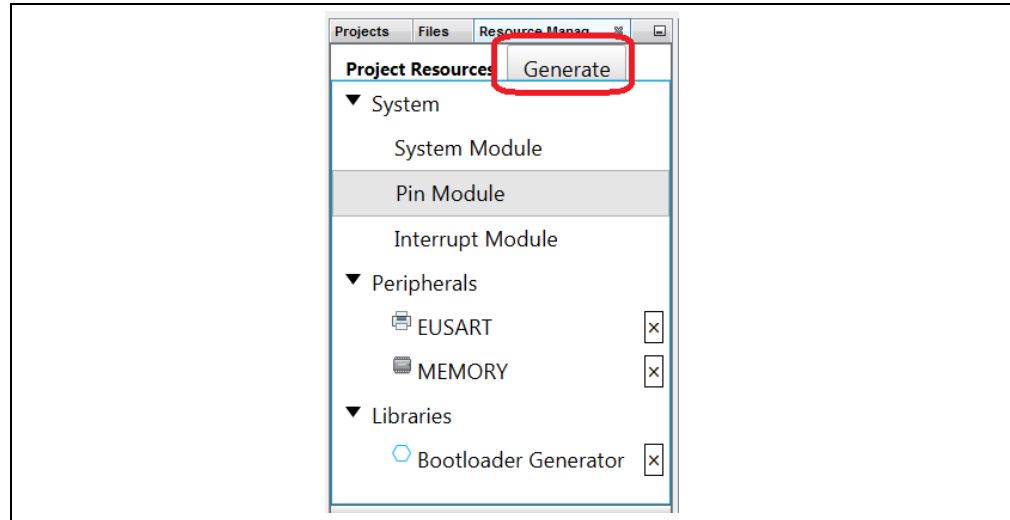 Projects Files Resource Manag...
Project Resources Generate
System
System Module
Pin Module
Interrupt Module
Peripherals
EUSART
MEMORY
Libraries
Bootloader Generator